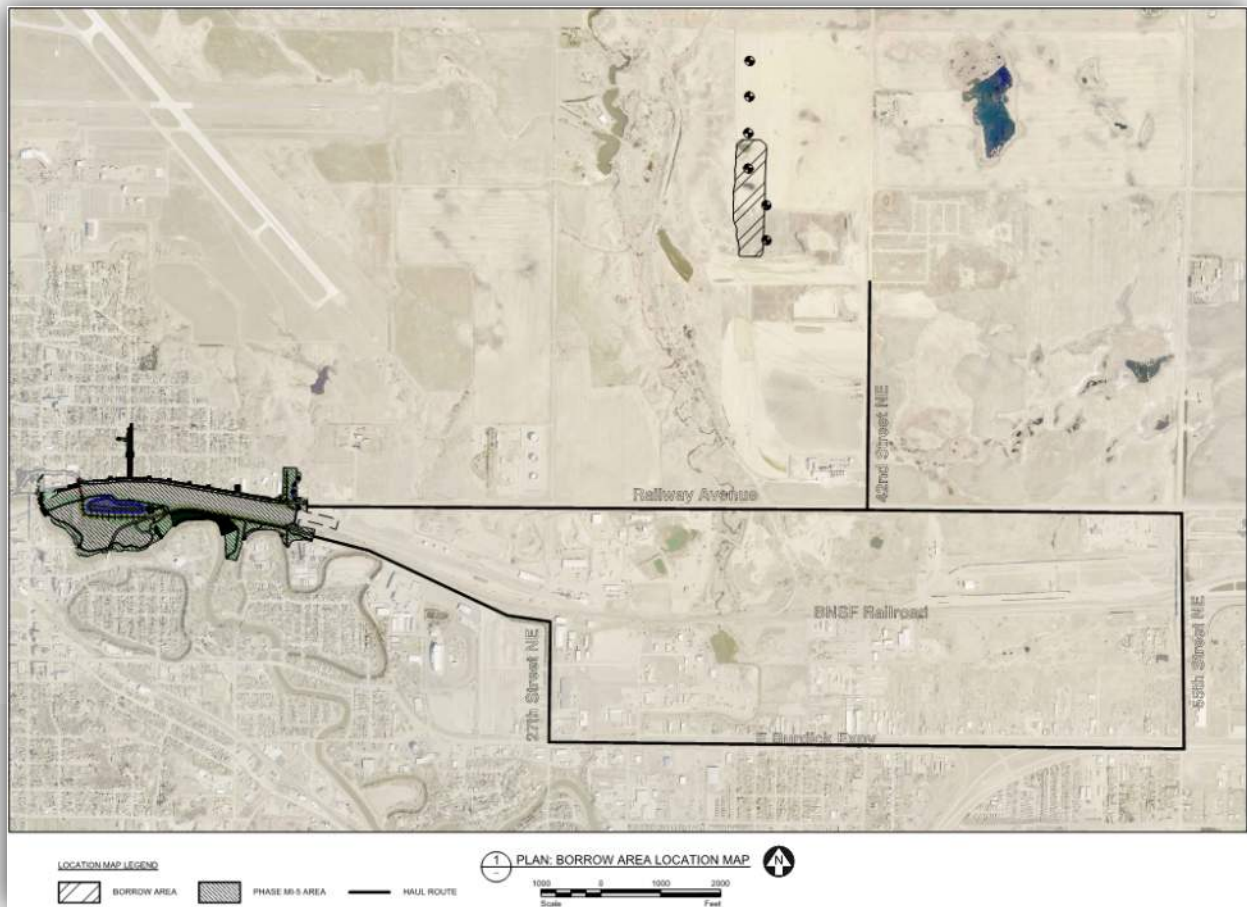 Railway Avenue
42nd Street NE
BNSF Railroad
27th Street NE
55th Street NE
E Burdick Expy
LOCATION MAP LEGEND
BORROW AREA
PHASE MI-5 AREA
HAUL ROUTE
1
–
PLAN: BORROW AREA LOCATION MAP
N
1000 0 1000 2000
Scale Feet